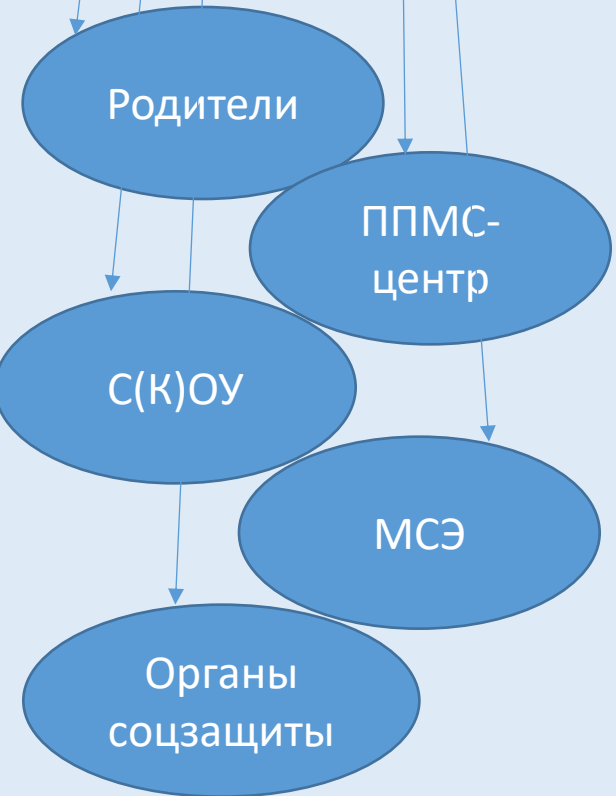 Родители
ППМС-
центр
С(К)ОУ
МСЭ
Органы
соцзащиты